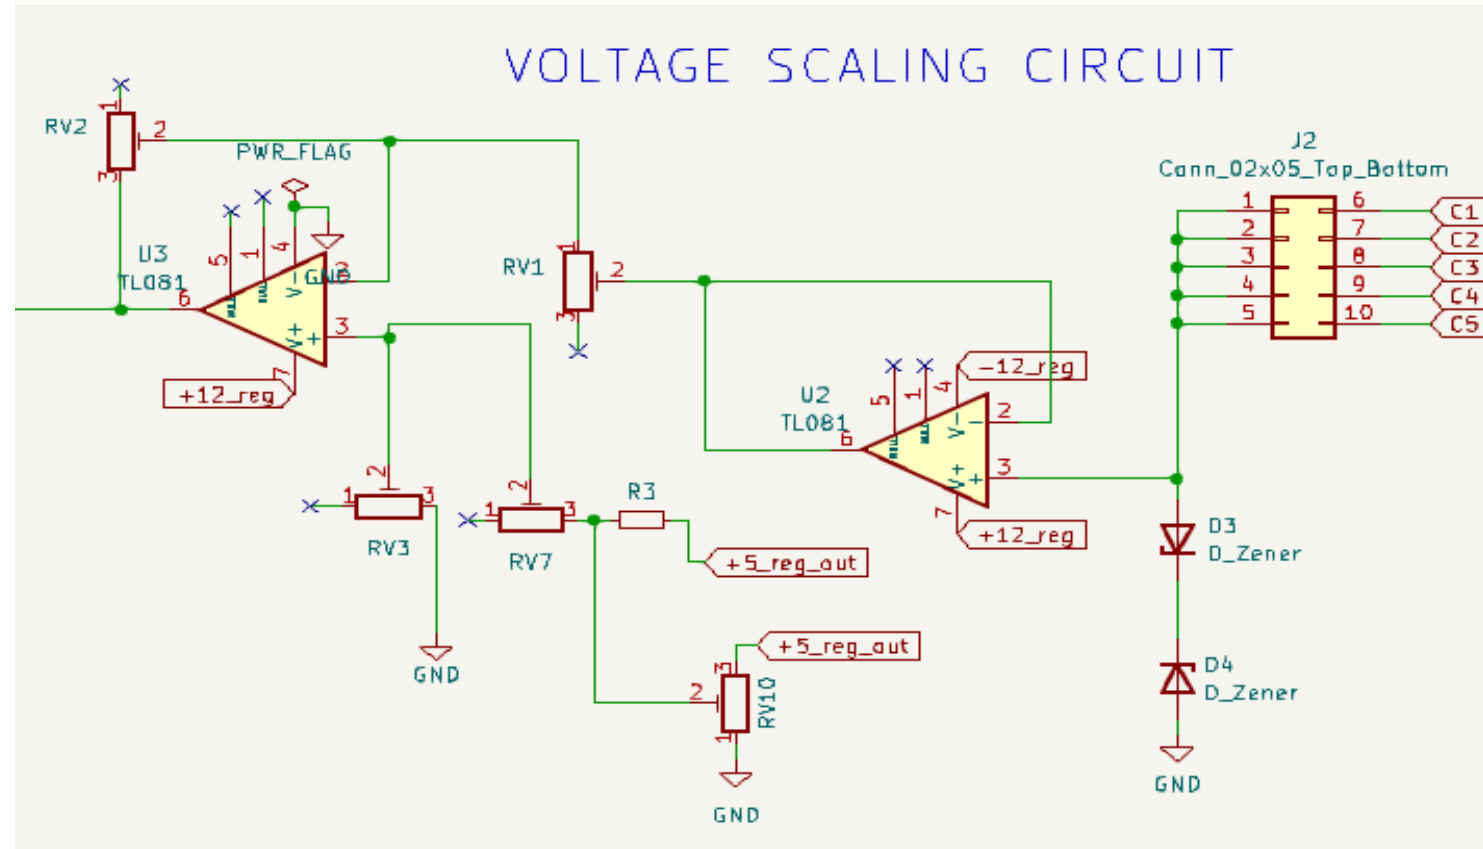 VOLTAGE SCALING CIRCUIT
RV2
1
2
3
PWR_FLAG
J2
Conn_02x05_Top_Bottom
1 6 C1
2 7 C2
3 8 C3
4 9 C4
5 10 C5
U3
TL081
5
1
4
V-
GND
6
3
V+
+
7
+12_reg
RV1
1
2
3
U2
TL081
5
1
4
-12_reg
V-
2
-
6
3
V+
+
7
+12_reg
2
1 3
RV3
GND
2
1 3
RV7
R3
+5_reg_out
+5_reg_out
3
2
RV10
1
GND
D3
D_Zener
D4
D_Zener
GND